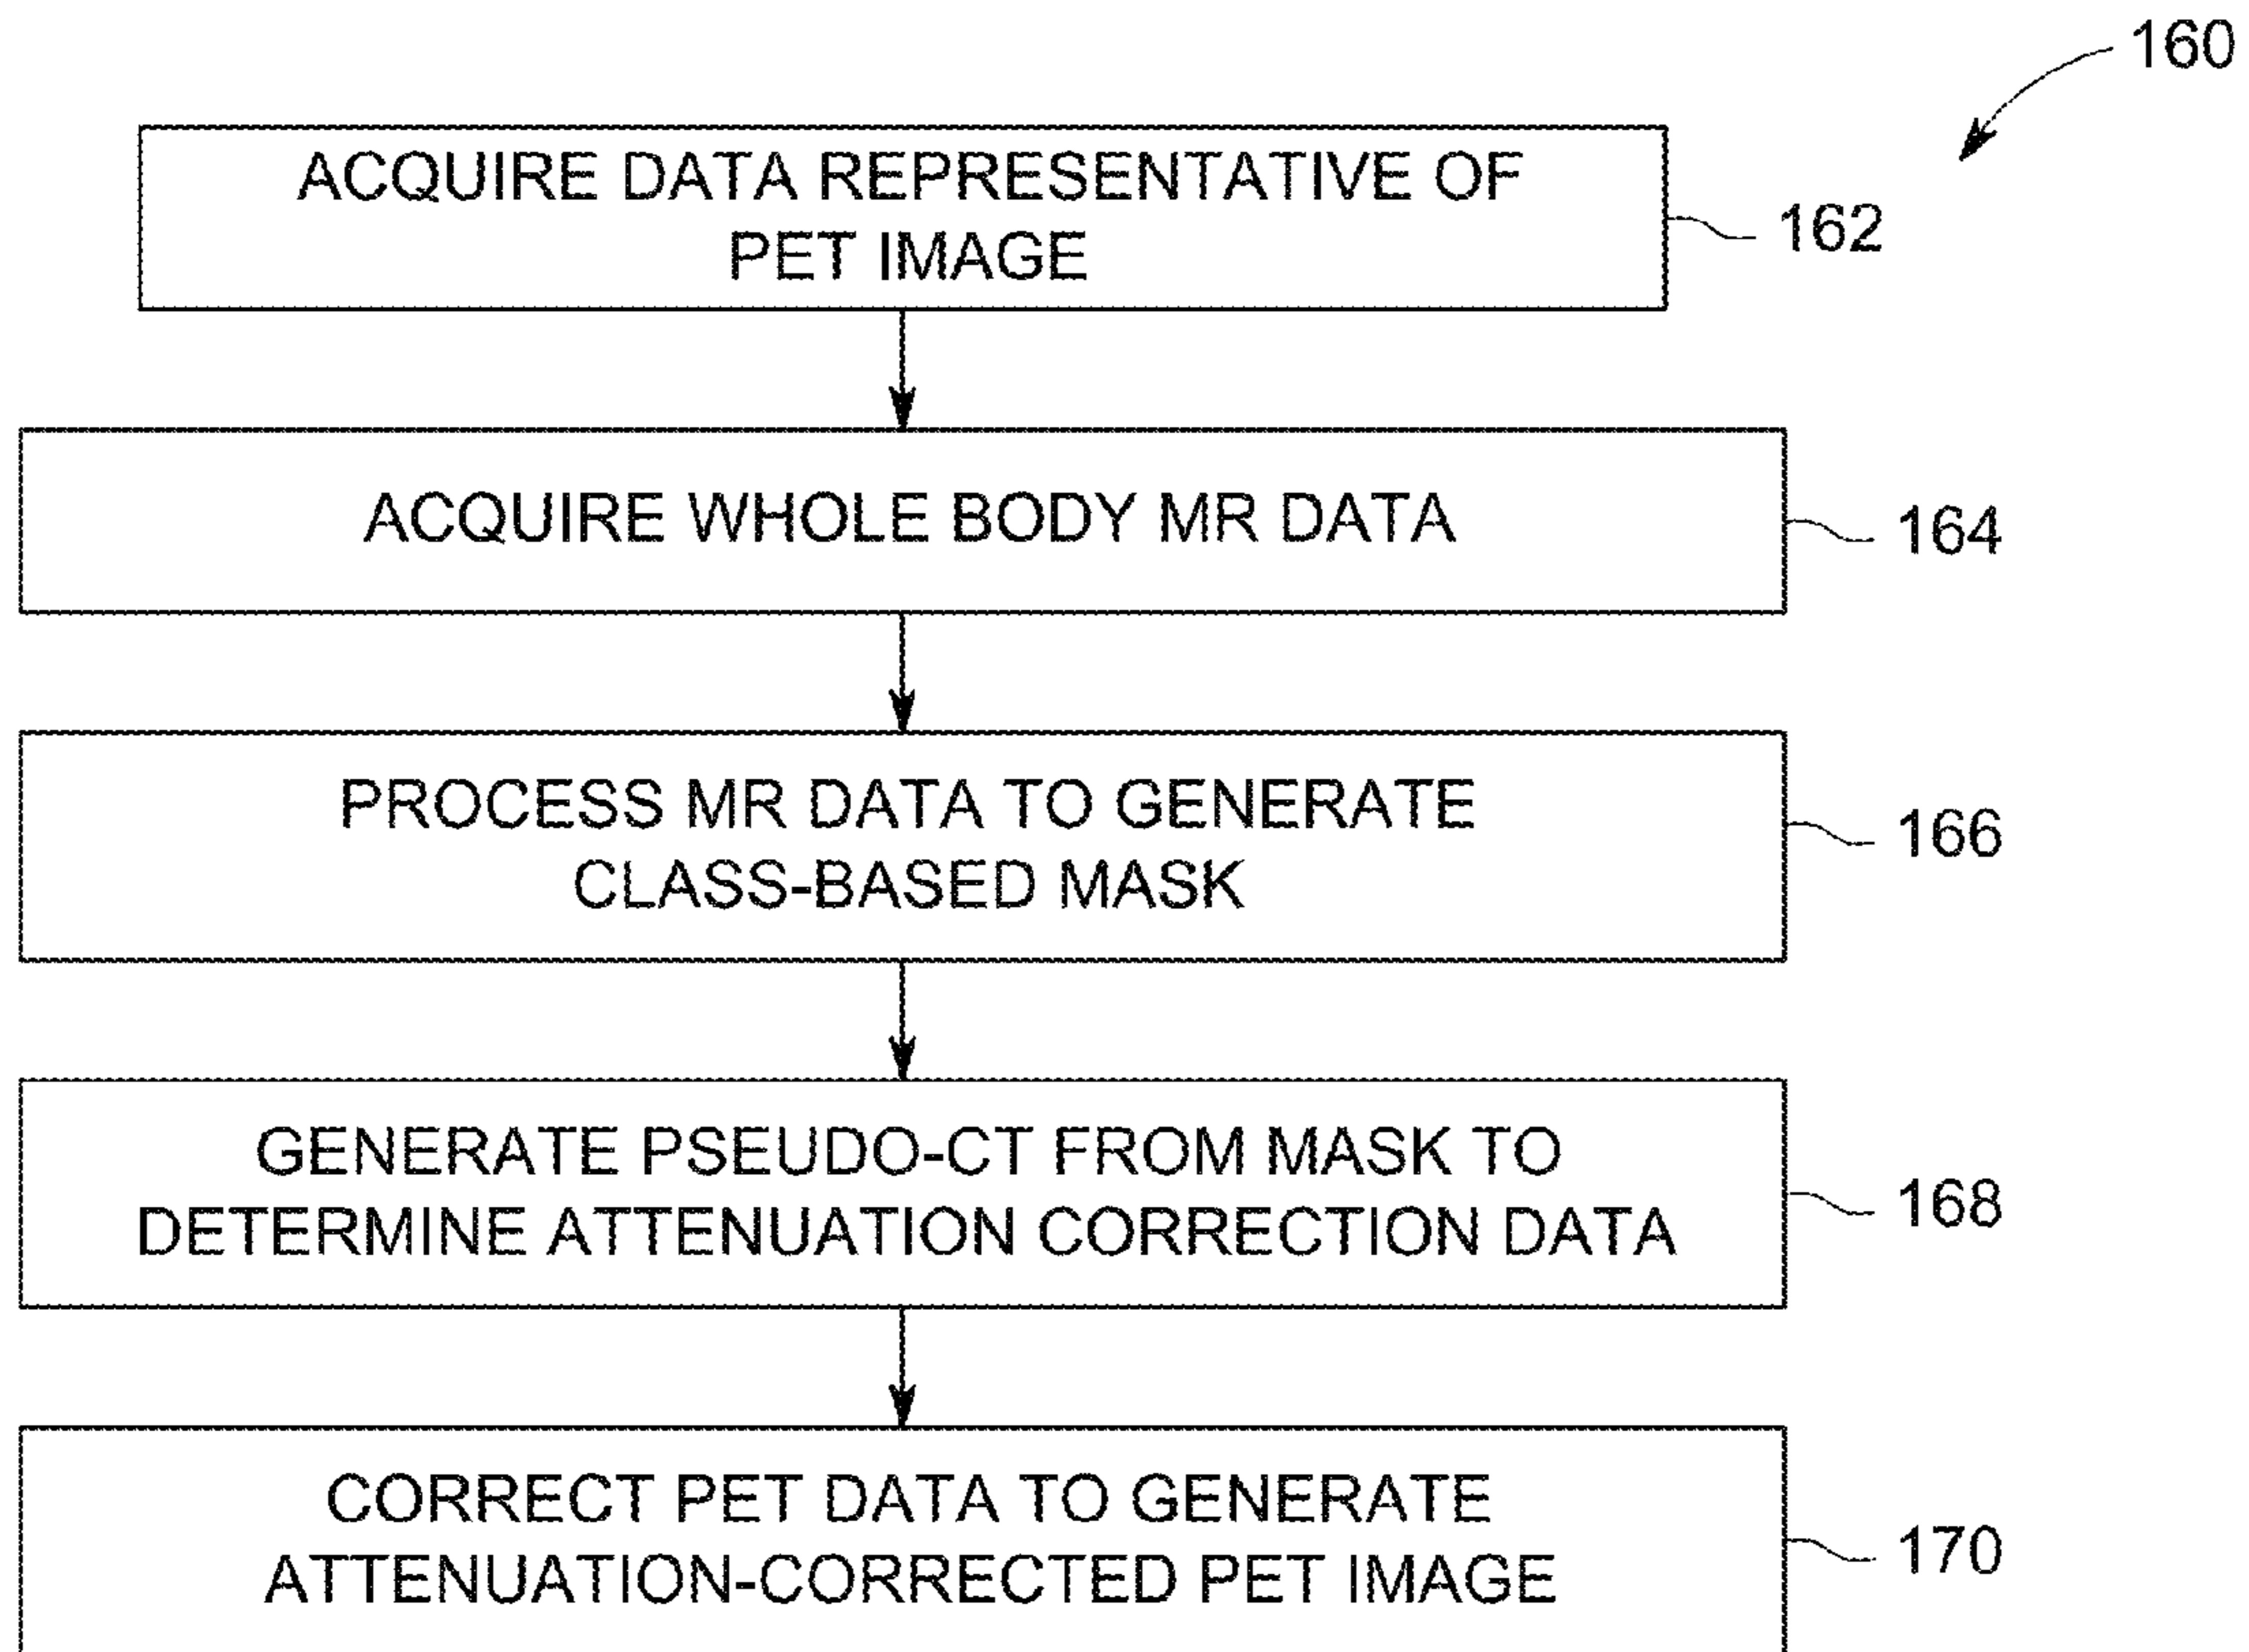 160
ACQUIRE DATA REPRESENTATIVE OF
PET IMAGE
162
ACQUIRE WHOLE BODY MR DATA
164
PROCESS MR DATA TO GENERATE
CLASS-BASED MASK
166
GENERATE PSEUDO-CT FROM MASK TO
DETERMINE ATTENUATION CORRECTION DATA
168
CORRECT PET DATA TO GENERATE
ATTENUATION-CORRECTED PET IMAGE
170